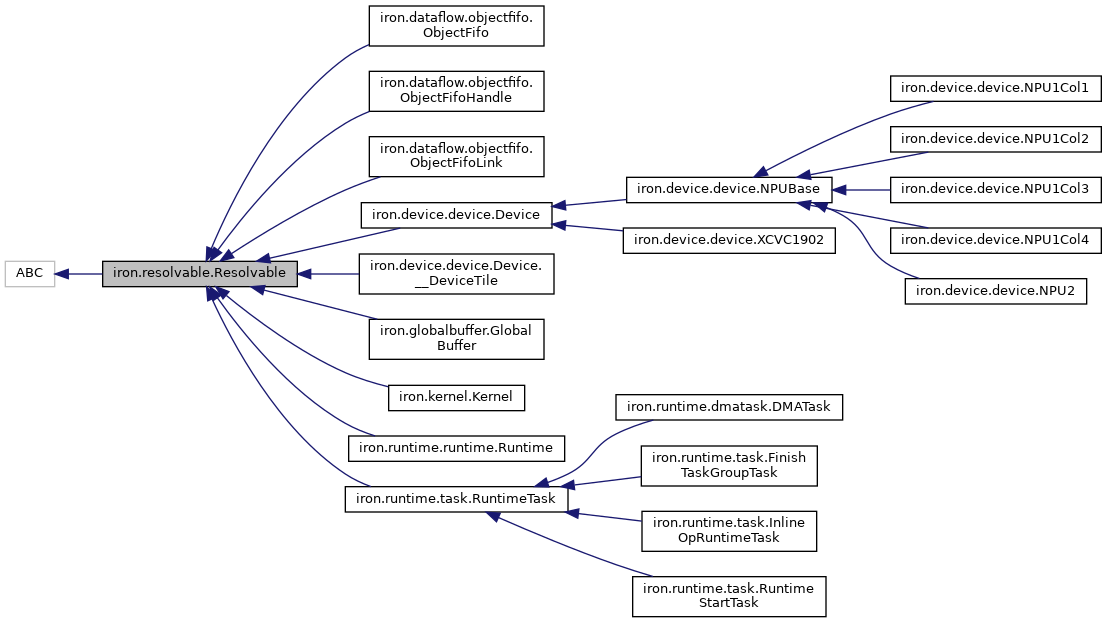 iron.dataflow.objectfifo.
ObjectFifo
iron.dataflow.objectfifo.
ObjectFifoHandle
iron.dataflow.objectfifo.
ObjectFifoLink
iron.device.device.Device
iron.device.device.Device.
__DeviceTile
iron.globalbuffer.Global
Buffer
iron.kernel.Kernel
iron.runtime.runtime.Runtime
iron.runtime.task.RuntimeTask
ABC
iron.resolvable.Resolvable
iron.device.device.NPUBase
iron.device.device.XCVC1902
iron.device.device.NPU1Col1
iron.device.device.NPU1Col2
iron.device.device.NPU1Col3
iron.device.device.NPU1Col4
iron.device.device.NPU2
iron.runtime.dmatask.DMATask
iron.runtime.task.Finish
TaskGroupTask
iron.runtime.task.Inline
OpRuntimeTask
iron.runtime.task.Runtime
StartTask